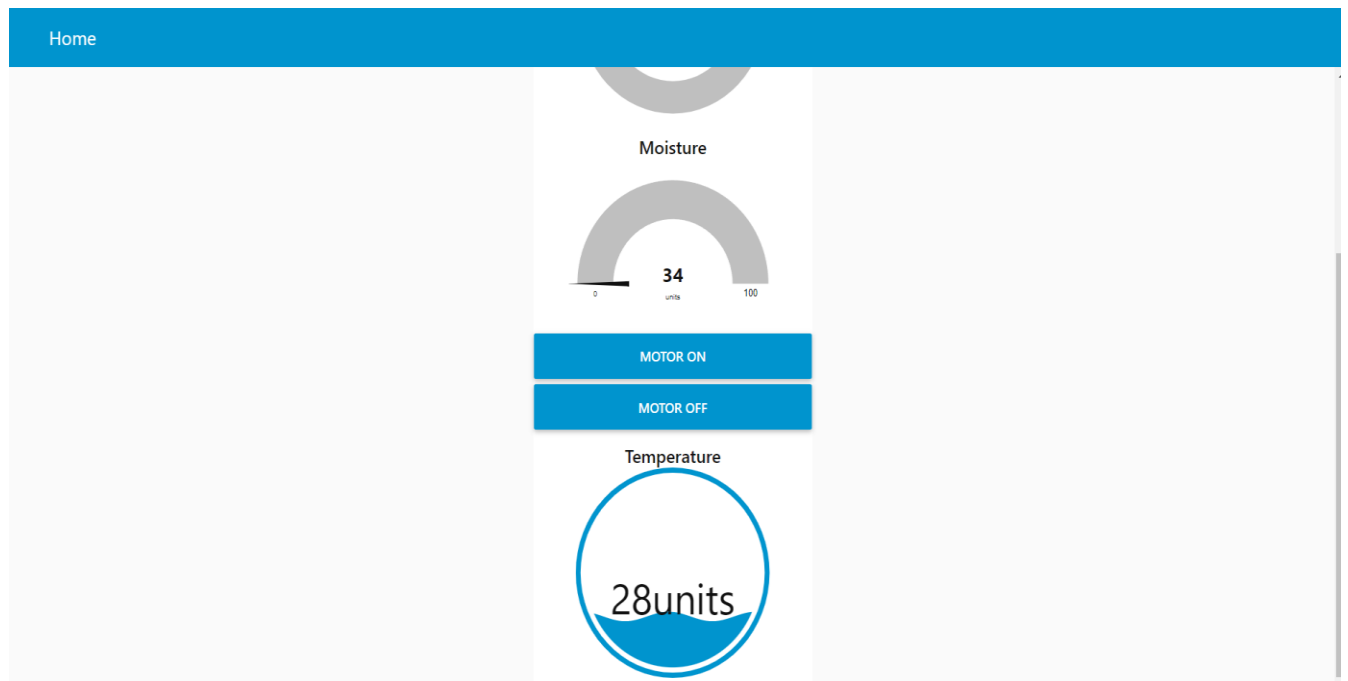 Home
Moisture
34
units
0
100
MOTOR ON
MOTOR OFF
Temperature
28units